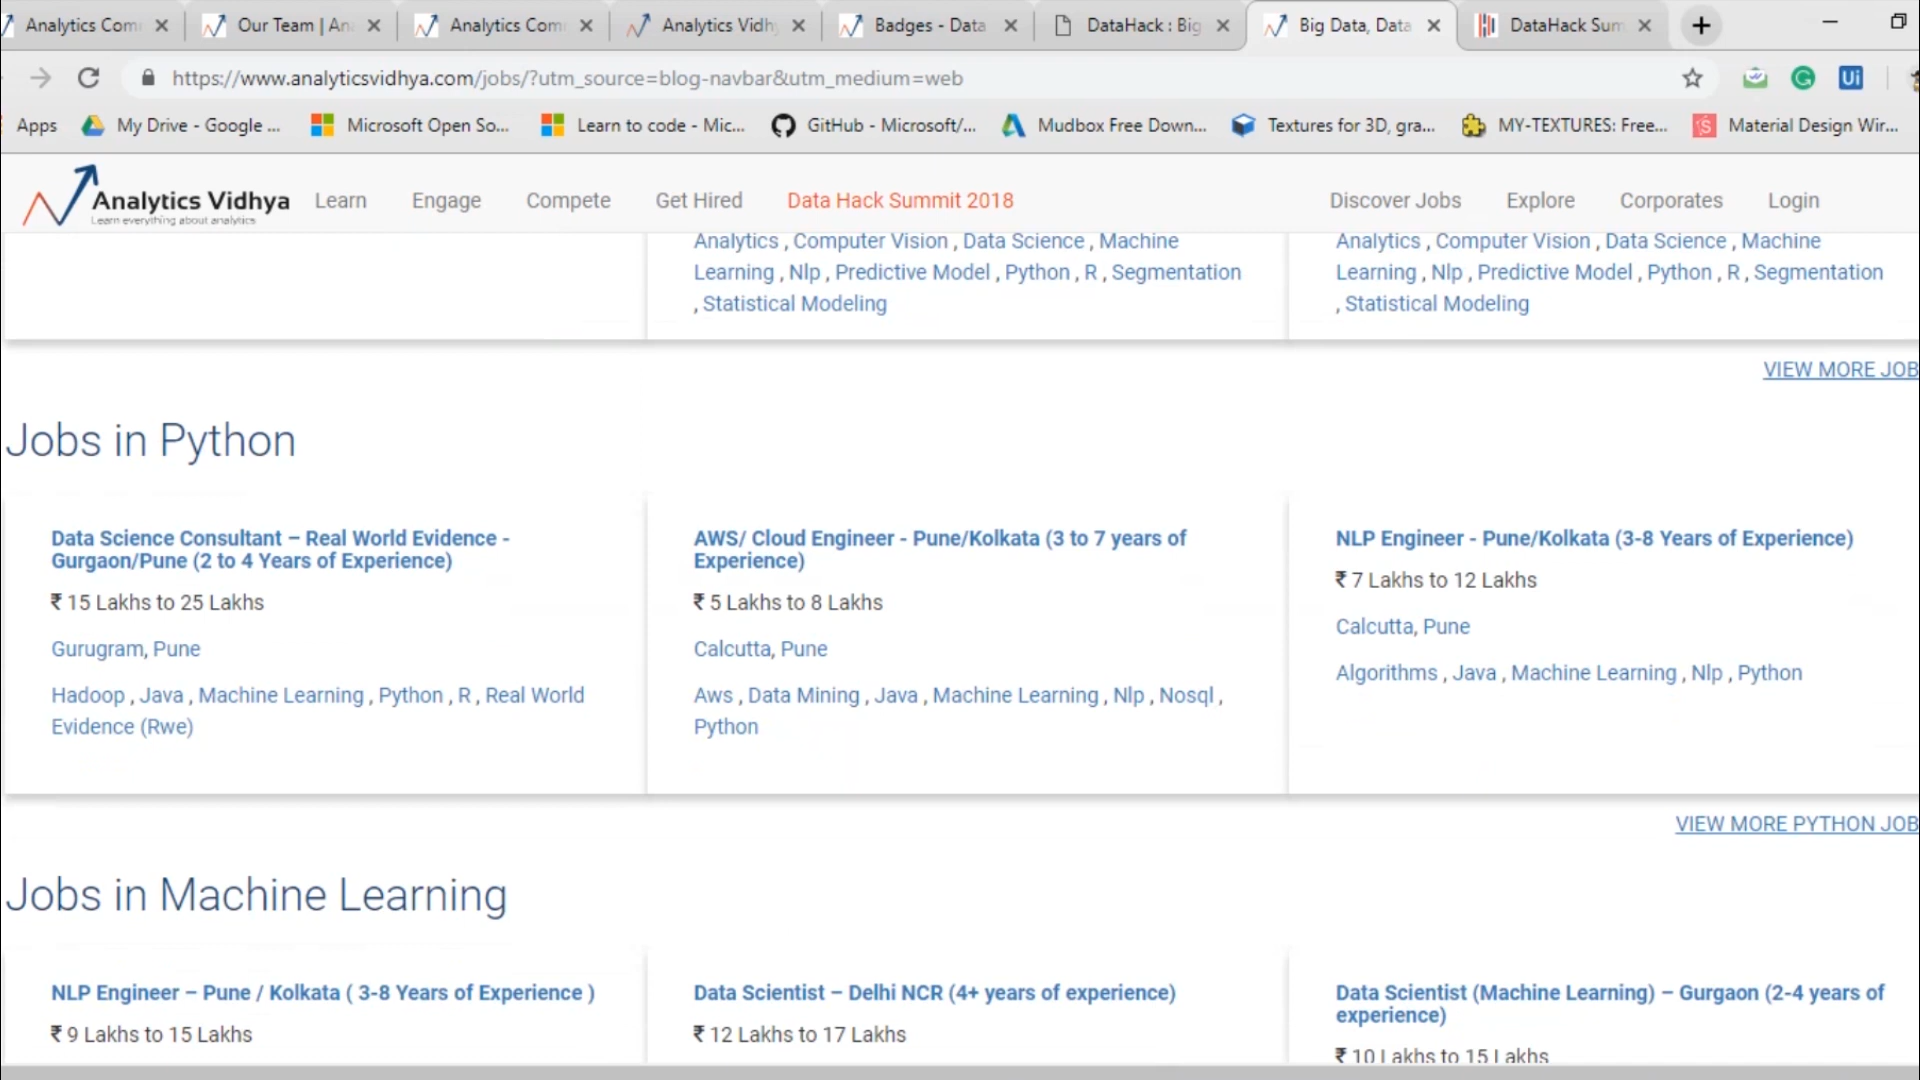 Analytics Com
Our Team | An
Analytics Com
Analytics Vidh
Badges - Data
DataHack : Big
Big Data, Data
DataHack Sum
https://www.analyticsvidhya.com/jobs/?utm_source=blog-navbar&utm_medium=web
Ui
Apps
My Drive - Google ...
Microsoft Open So...
Learn to code - Mic...
GitHub - Microsoft/...
Mudbox Free Down...
Textures for 3D, gra...
MY-TEXTURES: Free...
Material Design Wir...
Analytics Vidhya
Learn everything about analytics
Learn
Engage
Compete
Get Hired
Data Hack Summit 2018
Discover Jobs
Explore
Corporates
Login
Analytics , Computer Vision , Data Science , Machine
Learning , Nlp , Predictive Model , Python , R , Segmentation
, Statistical Modeling
Analytics , Computer Vision , Data Science , Machine
Learning , Nlp , Predictive Model , Python , R , Segmentation
, Statistical Modeling
VIEW MORE JOB
Jobs in Python
Data Science Consultant – Real World Evidence -
Gurgaon/Pune (2 to 4 Years of Experience)
₹ 15 Lakhs to 25 Lakhs
Gurugram, Pune
Hadoop , Java , Machine Learning , Python , R , Real World
Evidence (Rwe)
AWS/ Cloud Engineer - Pune/Kolkata (3 to 7 years of
Experience)
₹ 5 Lakhs to 8 Lakhs
Calcutta, Pune
Aws , Data Mining , Java , Machine Learning , Nlp , Nosql ,
Python
NLP Engineer - Pune/Kolkata (3-8 Years of Experience)
₹ 7 Lakhs to 12 Lakhs
Calcutta, Pune
Algorithms , Java , Machine Learning , Nlp , Python
VIEW MORE PYTHON JOB
Jobs in Machine Learning
NLP Engineer – Pune / Kolkata ( 3-8 Years of Experience )
₹ 9 Lakhs to 15 Lakhs
Data Scientist – Delhi NCR (4+ years of experience)
₹ 12 Lakhs to 17 Lakhs
Data Scientist (Machine Learning) – Gurgaon (2-4 years of
experience)
₹ 10 Lakhs to 15 Lakhs